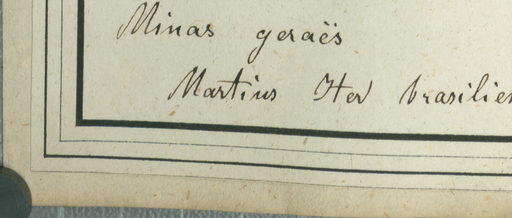 Minas geraës
Martius Iter brasilien